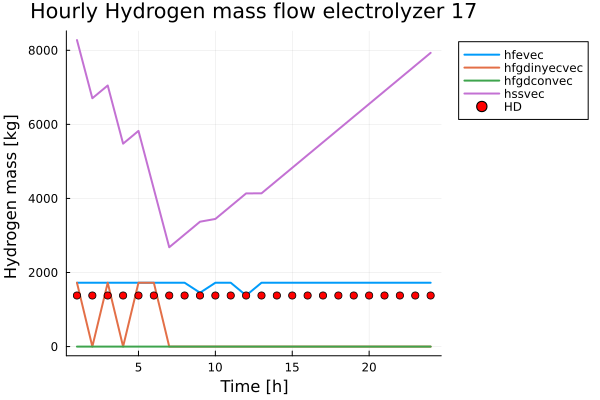 Hourly Hydrogen mass flow electrolyzer 17
Hydrogen mass [kg]
8000
6000
4000
2000
0
5
10
15
20
Time [h]
hfevec
hfgdinyecvec
hfgdconvec
hssvec
HD